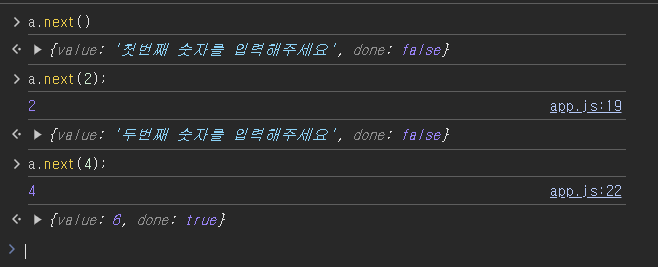 > a.next()
<· ▶ {value: '첫번째 숫자를 입력해주세요', done: false}
> a.next(2);
2 app.js:19
<· ▶ {value: '두번째 숫자를 입력해주세요', done: false}
> a.next(4);
4 app.js:22
<· ▶ {value: 6, done: true}
>